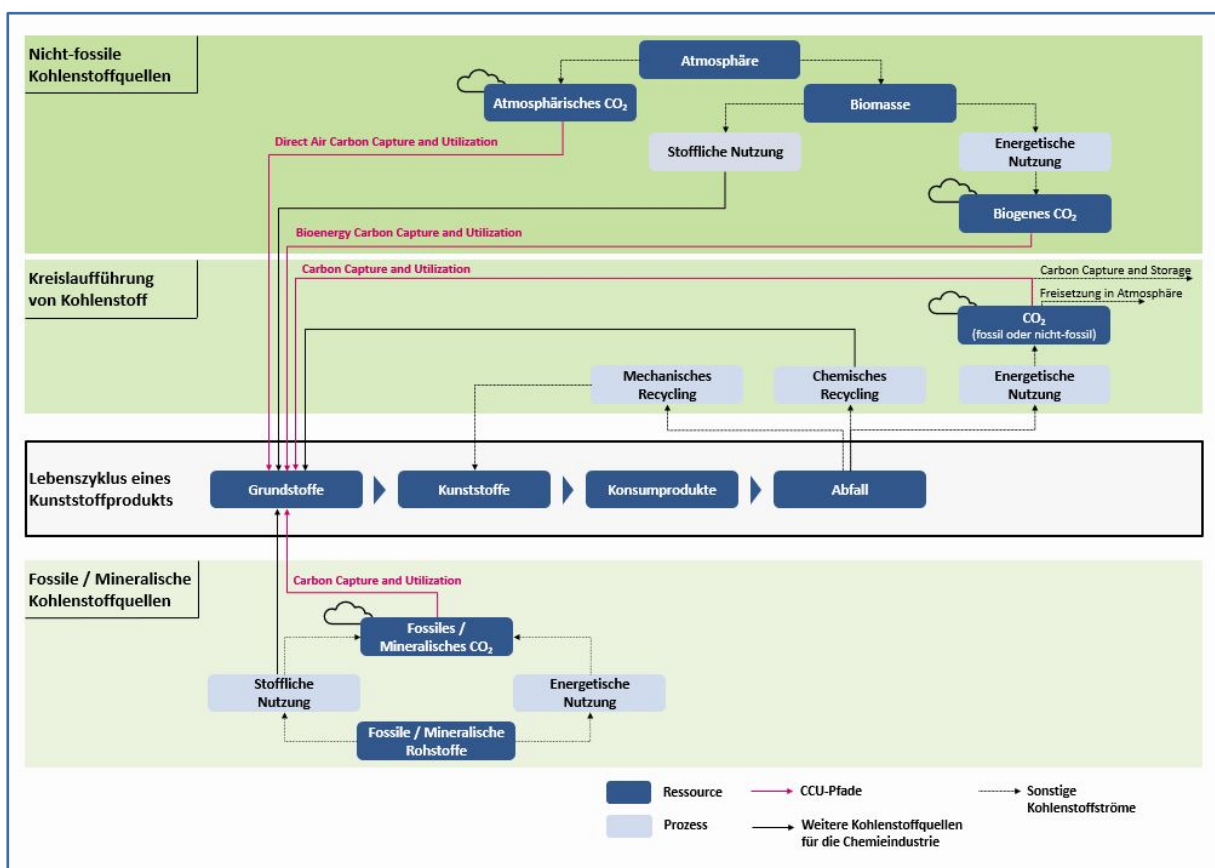 Nicht-fossile
Kohlenstoffquellen
Atmosphäre
Atmosphärisches CO₂
Biomasse
Direct Air Carbon Capture and Utilization
Stoffliche Nutzung
Energetische
Nutzung
Biogenes CO₂
Bioenergy Carbon Capture and Utilization
Kreislaufführung
von Kohlenstoff
Carbon Capture and Utilization
Carbon Capture and Storage
Freisetzung in Atmosphäre
CO₂
(fossil oder nicht-fossil)
Mechanisches
Recycling
Chemisches
Recycling
Energetische
Nutzung
Lebenszyklus eines
Kunststoffprodukts
Grundstoffe
Kunststoffe
Konsumprodukte
Abfall
Fossile / Mineralische
Kohlenstoffquellen
Carbon Capture and Utilization
Fossiles /
Mineralisches CO₂
Stoffliche
Nutzung
Energetische
Nutzung
Fossile / Mineralische
Rohstoffe
Ressource
CCU-Pfade
Sonstige
Kohlenstoffströme
Prozess
Weitere Kohlenstoffquellen
für die Chemieindustrie